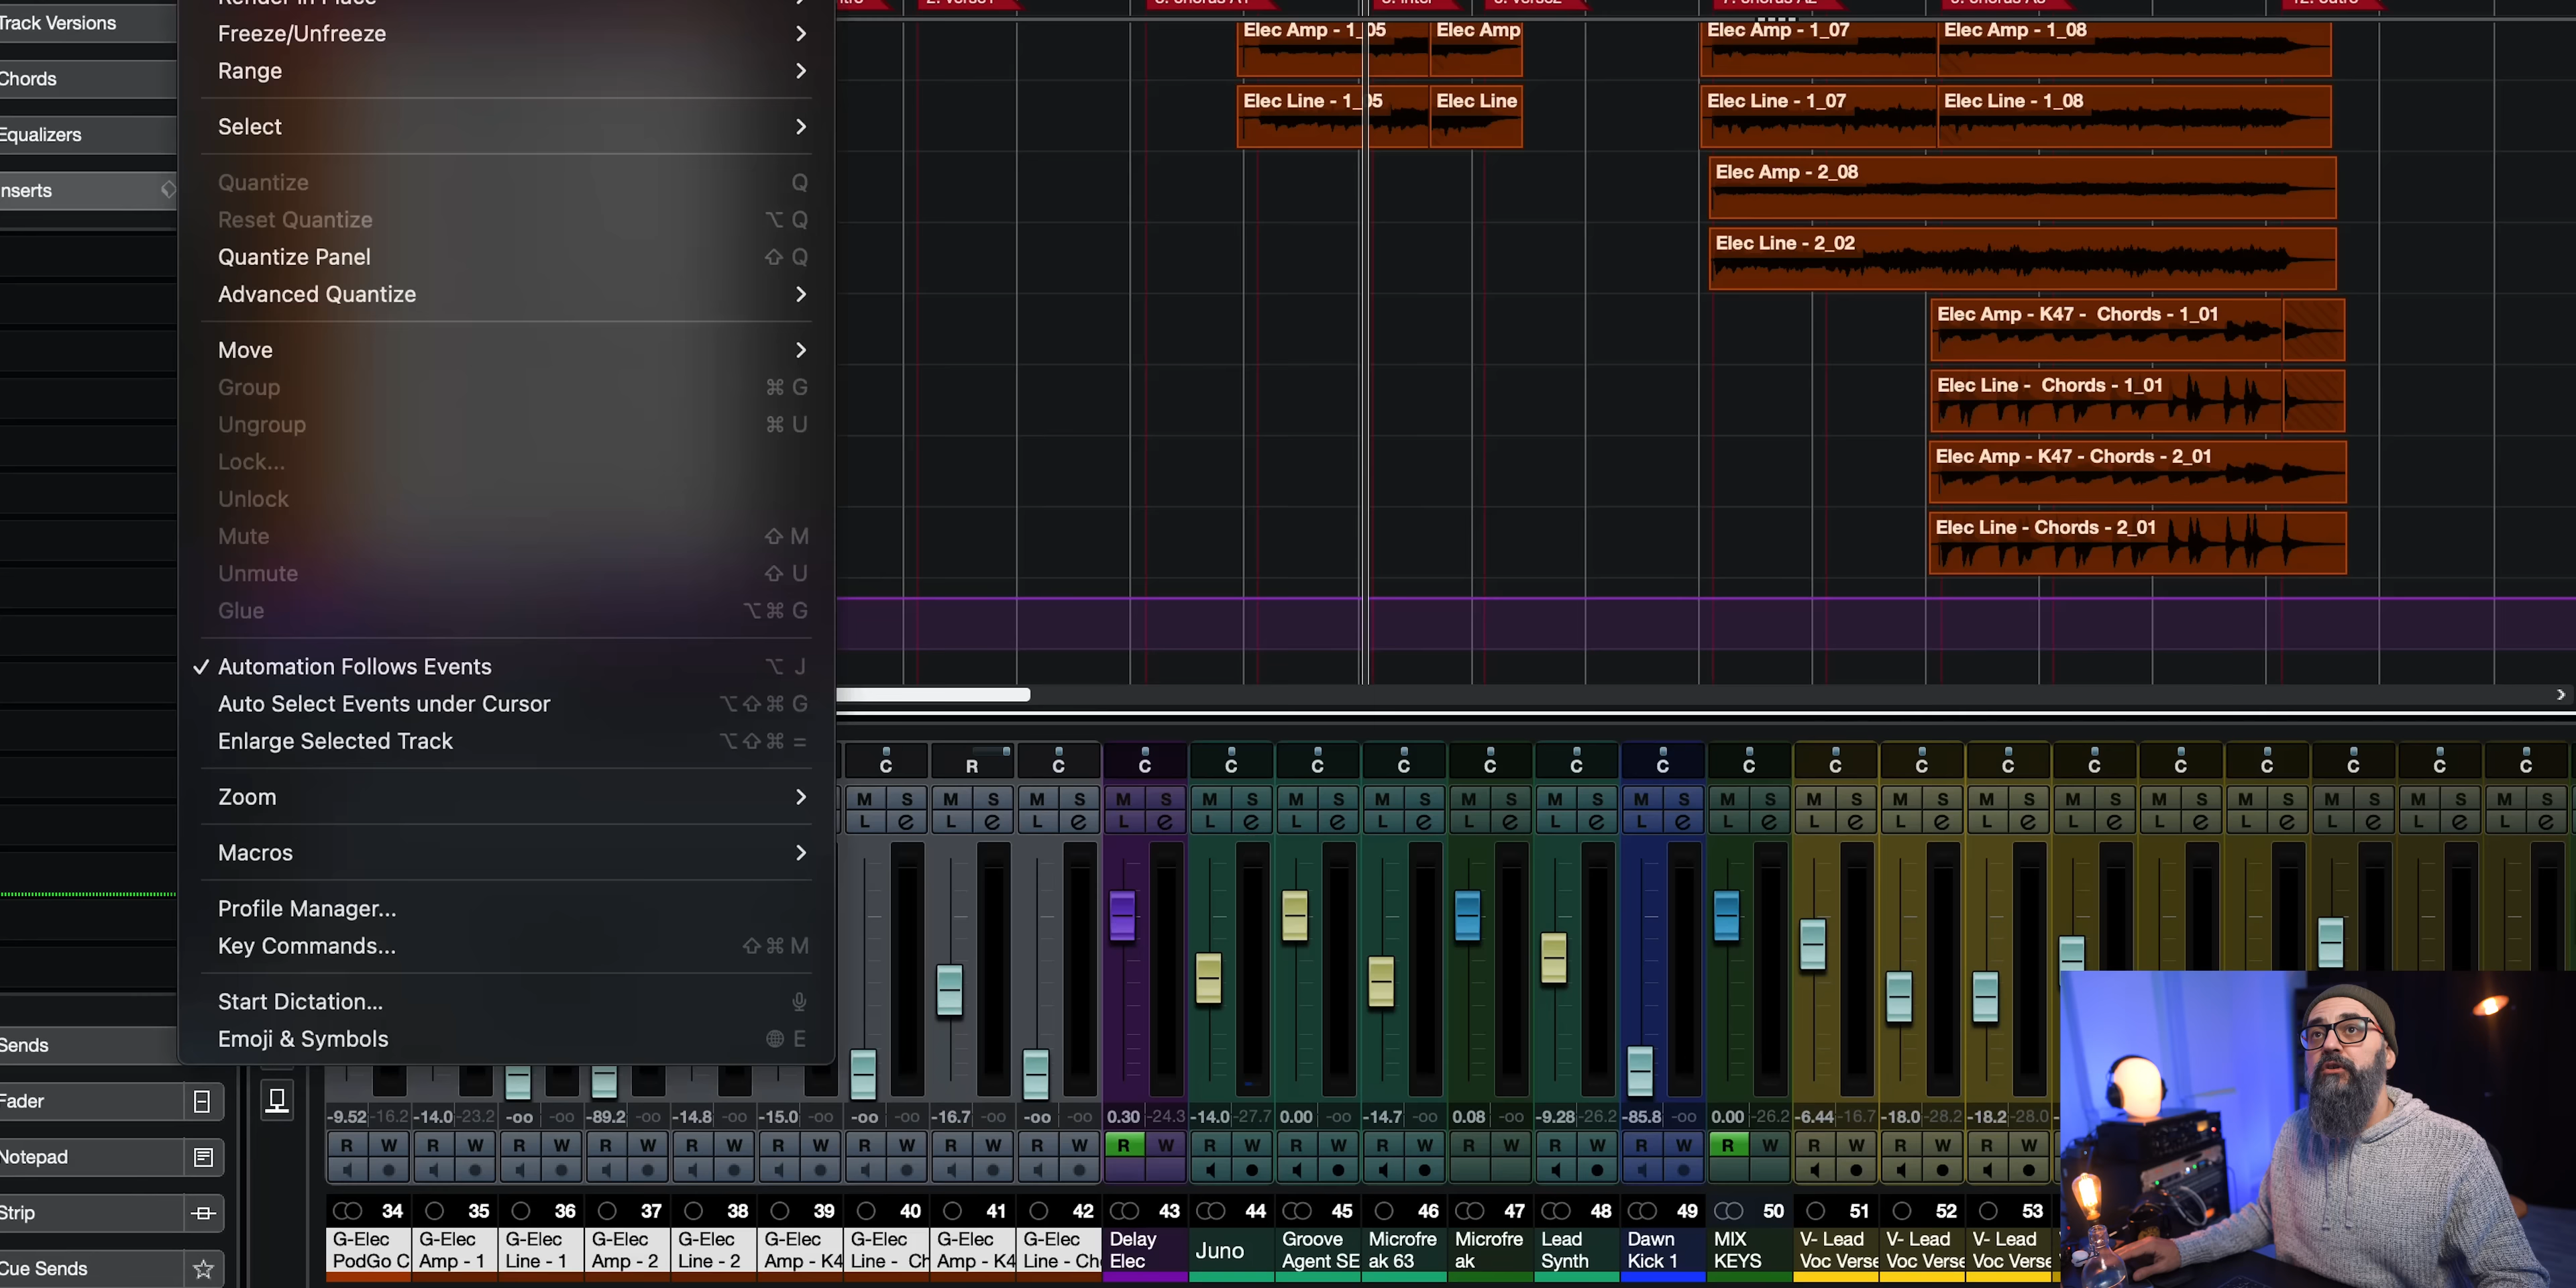 Track Versions
Chords
Equalizers
Inserts
Sends
Fader
Notepad
Strip
Cue Sends
Freeze/Unfreeze
Range
Select
Quantize Q
Reset Quantize ⌥ Q
Quantize Panel ⇧ Q
Advanced Quantize
Move
Group ⌘ G
Ungroup ⌘ U
Lock...
Unlock
Mute ⇧ M
Unmute ⇧ U
Glue ⌥⌘ G
Automation Follows Events ⌥ J
Auto Select Events under Cursor ⌥⇧⌘ G
Enlarge Selected Track ⌥⇧⌘ =
Zoom
Macros
Profile Manager...
Key Commands... ⇧⌘ M
Start Dictation...
Emoji & Symbols E
Elec Amp - 1_05 Elec Amp Elec Amp - 1_07 Elec Amp - 1_08
Elec Line - 1_05 Elec Line Elec Line - 1_07 Elec Line - 1_08
Elec Amp - 2_08
Elec Line - 2_02
Elec Amp - K47 - Chords - 1_01
Elec Line - Chords - 1_01
Elec Amp - K47 - Chords - 2_01
Elec Line - Chords - 2_01
C R C C C C C C C C C C C C C C C C C C
M S M S M S M S M S M S M S M S M S M S M S M S M S M S M S M S M S M S M S M S
L e L e L e L e L e L e L e L e L e L e L e L e L e L e L e L e L e L e L e L e
-9.52 -16.2 -14.0 -23.2 -oo -oo -89.2 -oo -14.8 -oo -15.0 -oo -oo -oo -16.7 -oo -oo -oo 0.30 -24.3 -14.0 -27.7 0.00 -oo -14.7 -oo 0.08 -oo -9.28 -26.2 -85.8 -oo 0.00 -26.2 -6.44 -16.7 -18.0 -28.2 -18.2 -28.0
R W R W R W R W R W R W R W R W R W R W R W R W R W R W R W R W R W R W R W R W
34 35 36 37 38 39 40 41 42 43 44 45 46 47 48 49 50 51 52 53
G-Elec G-Elec G-Elec G-Elec G-Elec G-Elec G-Elec G-Elec G-Elec Delay Juno Groove Microfre Microfre Lead Dawn MIX V- Lead V- Lead V- Lead
PodGo C Amp - 1 Line - 1 Amp - 2 Line - 2 Amp - K4 Line - Ch Amp - K4 Line - Ch Elec Agent SE ak 63 ak Synth Kick 1 KEYS Voc Verse Voc Verse Voc Verse